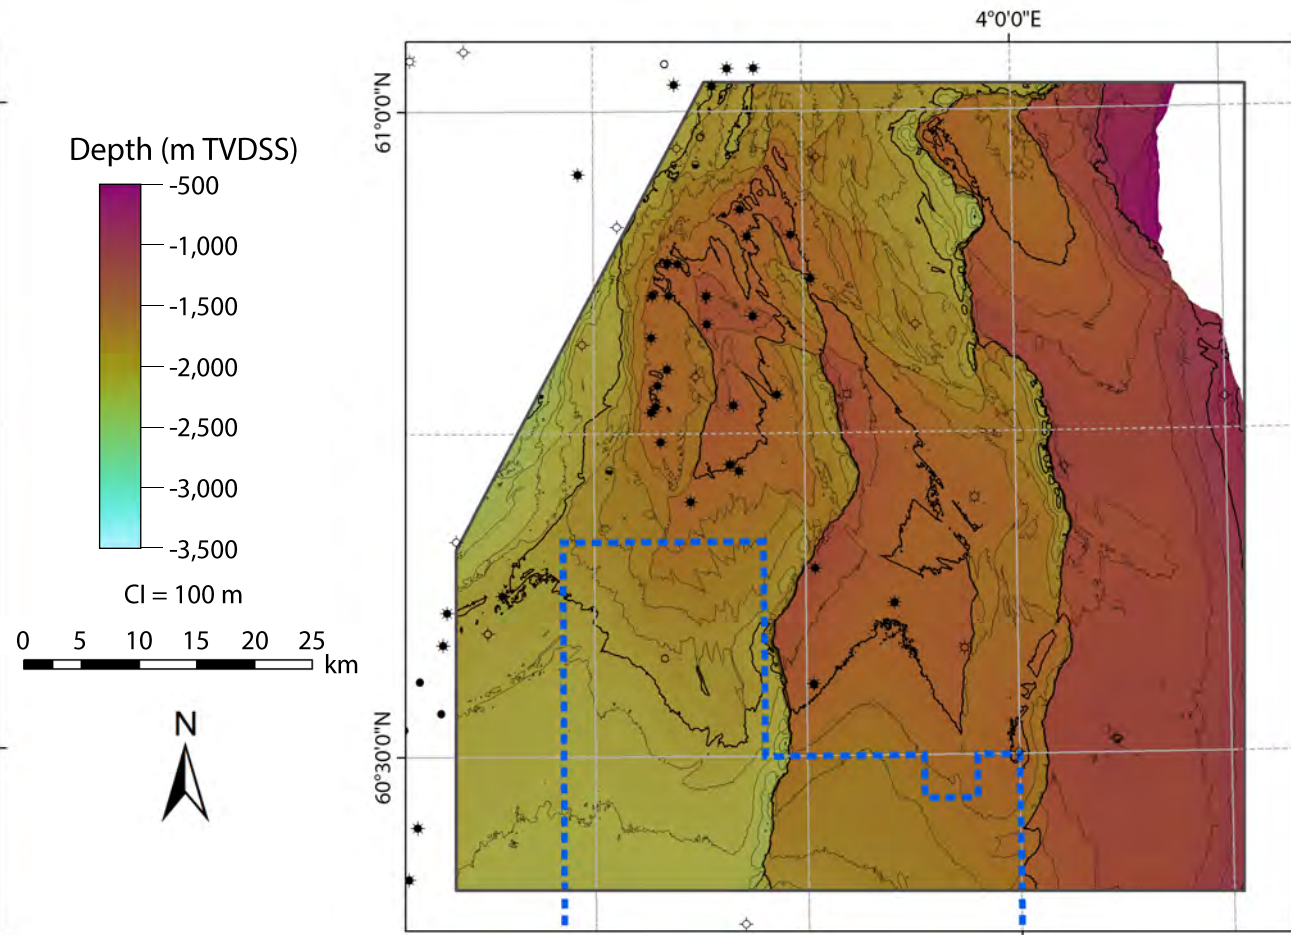 4°0'0"E
61°0'0"N
Depth (m TVDSS)
-500
-1,000
-1,500
-2,000
-2,500
-3,000
-3,500
CI = 100 m
0 5 10 15 20 25
km
N
60°30'0"N